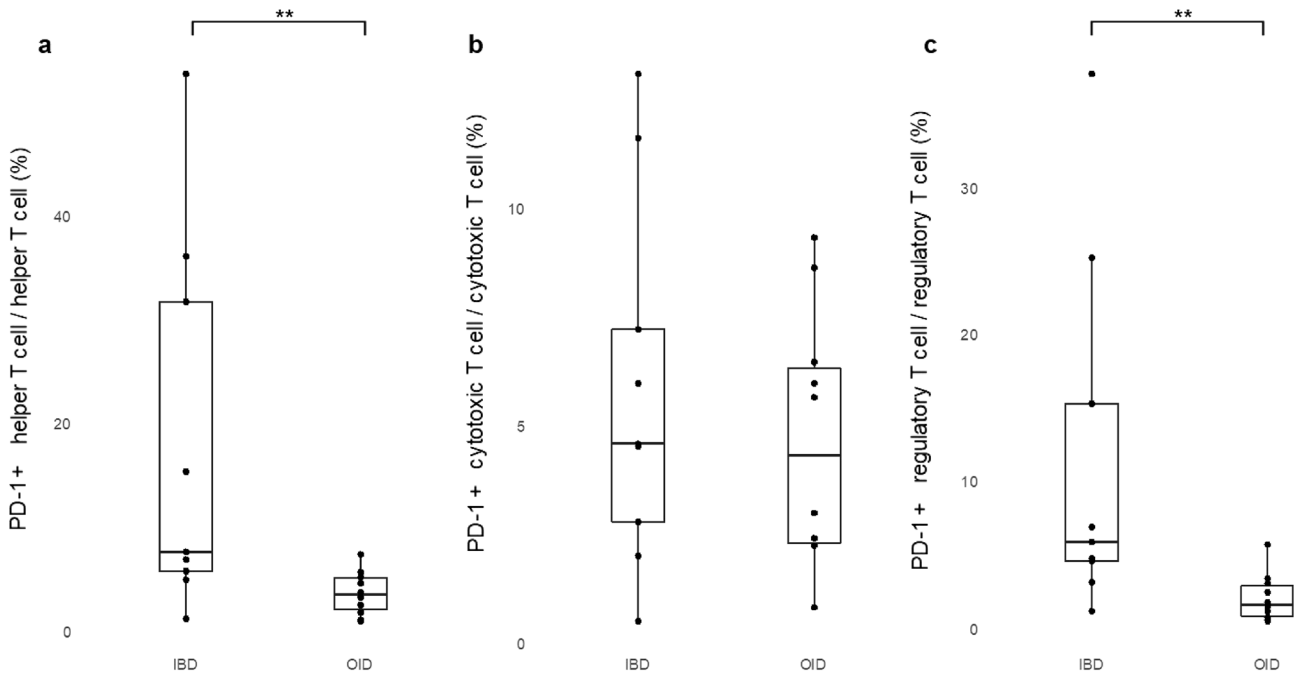 a
**
PD-1 + helper T cell / helper T cell (%)
40
20
0
IBD
OID
b
PD-1 + cytotoxic T cell / cytotoxic T cell (%)
10
5
0
IBD
OID
c
**
PD-1 + regulatory T cell / regulatory T cell (%)
30
20
10
0
IBD
OID